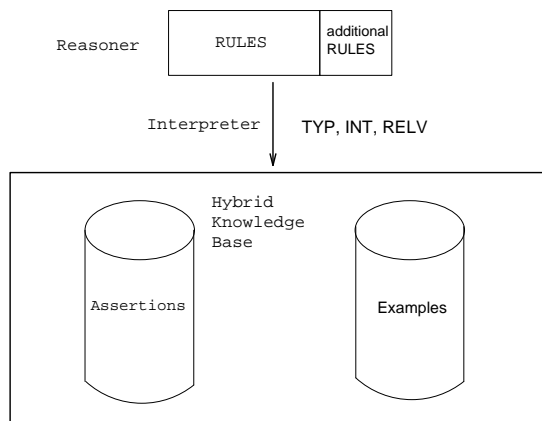 Reasoner
RULES
additional
RULES
Interpreter
TYP, INT, RELV
Hybrid
Knowledge
Base
Assertions
Examples